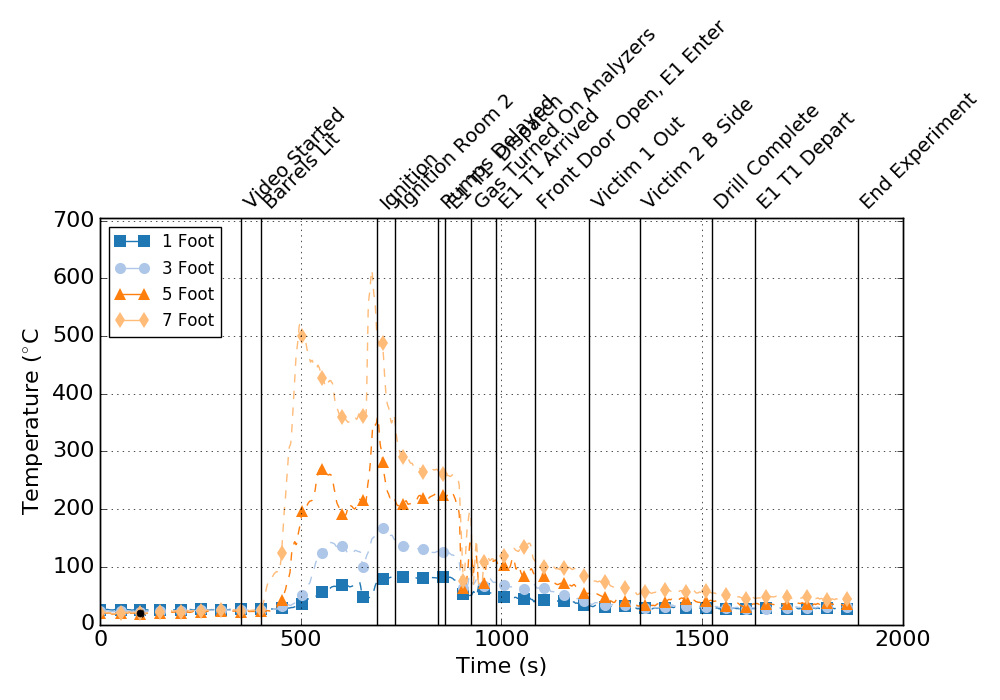 Video Started
Barrels Lit
Ignition
Ignition Room 2
Pumps Delayed
E1 T1 Dispatch
Gas Turned On Analyzers
E1 T1 Arrived
Front Door Open, E1 Enter
Victim 1 Out
Victim 2 B Side
Drill Complete
E1 T1 Depart
End Experiment
700
600
500
400
300
200
100
0
Temperature (°C
1 Foot
3 Foot
5 Foot
7 Foot
0 500 1000 1500 2000
Time (s)